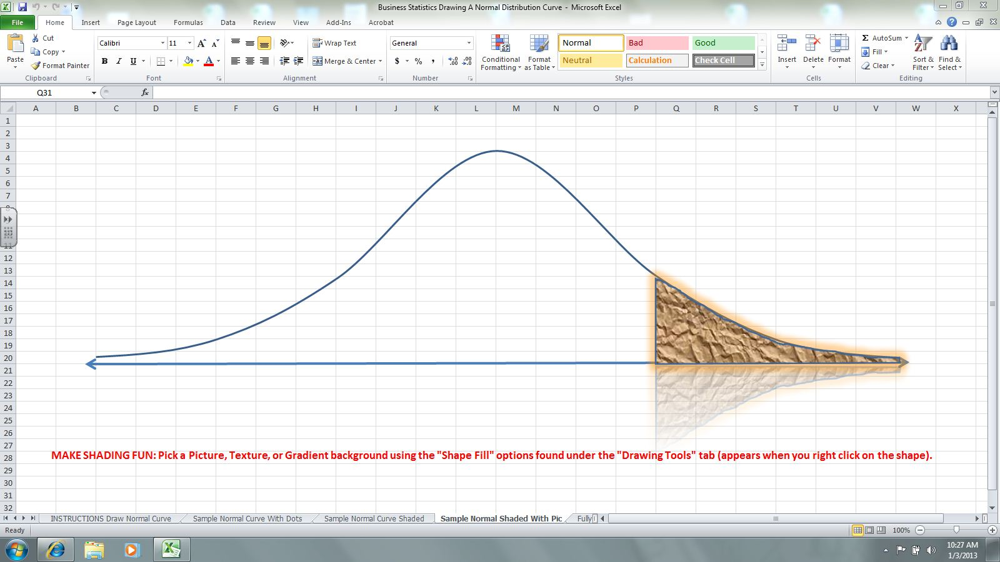 Business Statistics Drawing A Normal Distribution Curve - Microsoft Excel
File Home Insert Page Layout Formulas Data Review View Add-Ins Acrobat
Cut Calibri 11 Wrap Text General Normal Bad Good AutoSum
Copy Fill
Paste Format Painter B I U Merge & Center $ % , Conditional Formatting Format as Table Neutral Calculation Check Cell Insert Delete Format Clear Sort & Filter Find & Select
Clipboard Font Alignment Number Styles Cells Editing
Q31 fx
A B C D E F G H I J K L M N O P Q R S T U V W X
1
2
3
4
5
6
7
12
13
14
15
16
17
18
19
20
21
22
23
24
25
26
27
28 MAKE SHADING FUN: Pick a Picture, Texture, or Gradient background using the "Shape Fill" options found under the "Drawing Tools" tab (appears when you right click on the shape).
29
30
31
32
INSTRUCTIONS Draw Normal Curve Sample Normal Curve With Dots Sample Normal Curve Shaded Sample Normal Shaded With Pic Fully
Ready 100%
10:27 AM
1/3/2013